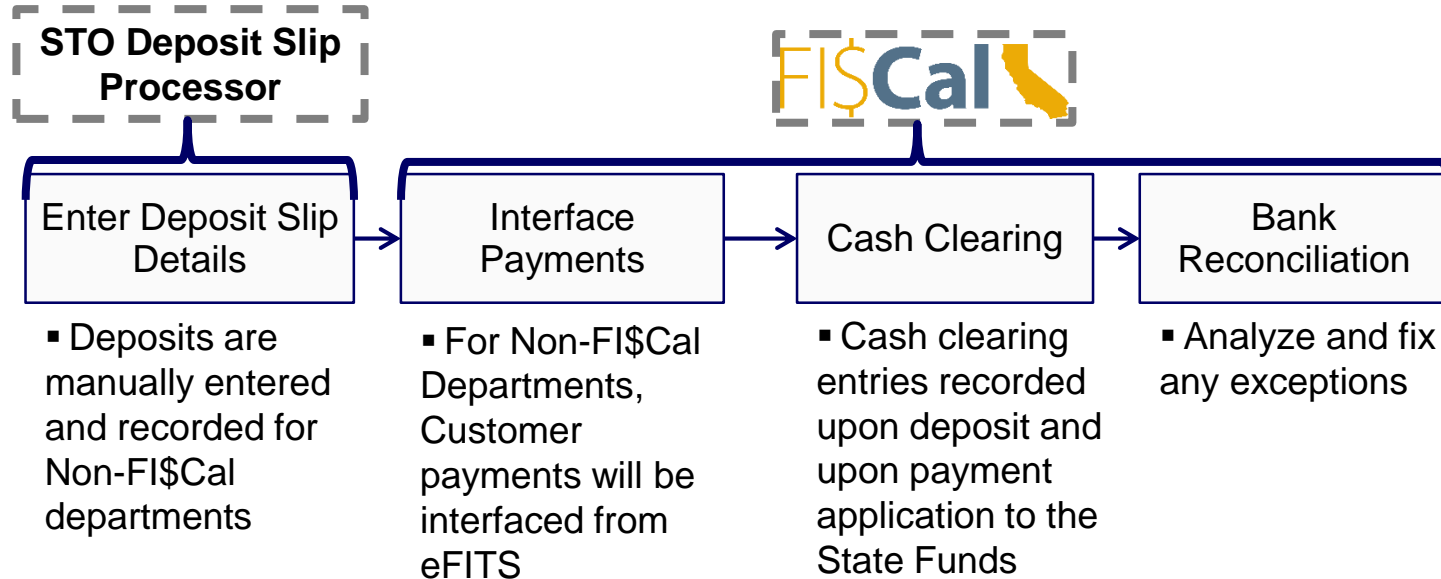 STO Deposit Slip
Processor
FI$Cal
Enter Deposit Slip
Details
Interface
Payments
Cash Clearing
Bank
Reconciliation
▪ Deposits are
manually entered
and recorded for
Non-FI$Cal
departments
▪ For Non-FI$Cal
Departments,
Customer
payments will be
interfaced from
eFITS
▪ Cash clearing
entries recorded
upon deposit and
upon payment
application to the
State Funds
▪ Analyze and fix
any exceptions